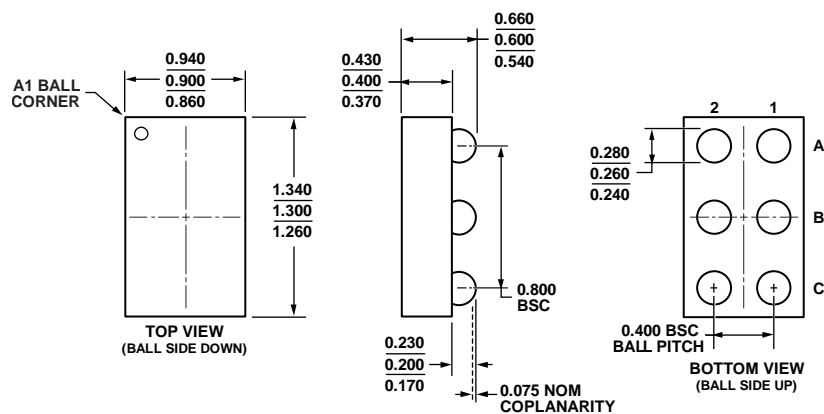 0.940
0.900
0.860
A1 BALL
CORNER
1.340
1.300
1.260
TOP VIEW
(BALL SIDE DOWN)
0.660
0.600
0.540
0.430
0.400
0.370
0.800
BSC
0.230
0.200
0.170
0.075 NOM
COPLANARITY
2 1
A
0.280
0.260
0.240
B
C
0.400 BSC
BALL PITCH
BOTTOM VIEW
(BALL SIDE UP)